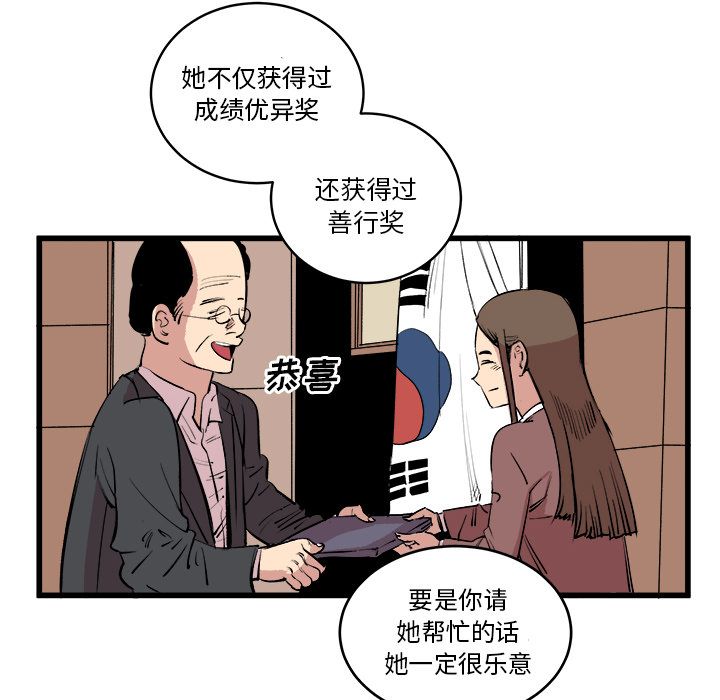 她不仅获得过
成绩优异奖
还获得过
善行奖
恭喜
要是你请
她帮忙的话
她一定很乐意